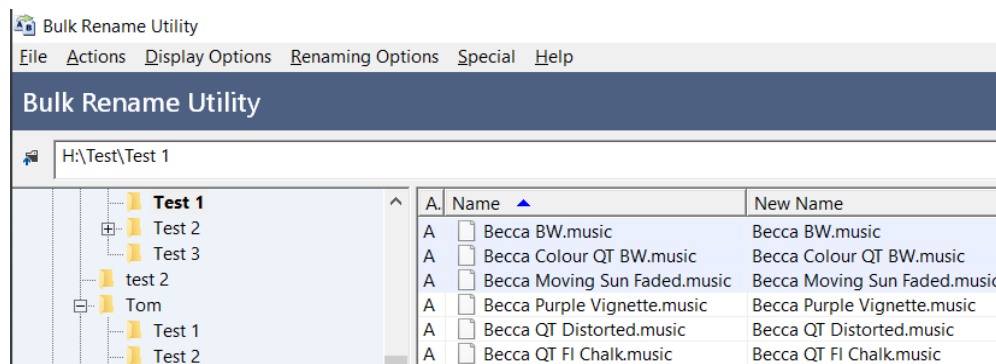 Bulk Rename Utility
File Actions Display Options Renaming Options Special Help
Bulk Rename Utility
H:\Test\Test 1
Test 1
Test 2
Test 3
test 2
Tom
Test 1
Test 2
A. Name New Name
A Becca BW.music Becca BW.music
A Becca Colour QT BW.music Becca Colour QT BW.music
A Becca Moving Sun Faded.music Becca Moving Sun Faded.music
A Becca Purple Vignette.music Becca Purple Vignette.music
A Becca QT Distorted.music Becca QT Distorted.music
A Becca QT FI Chalk.music Becca QT FI Chalk.music